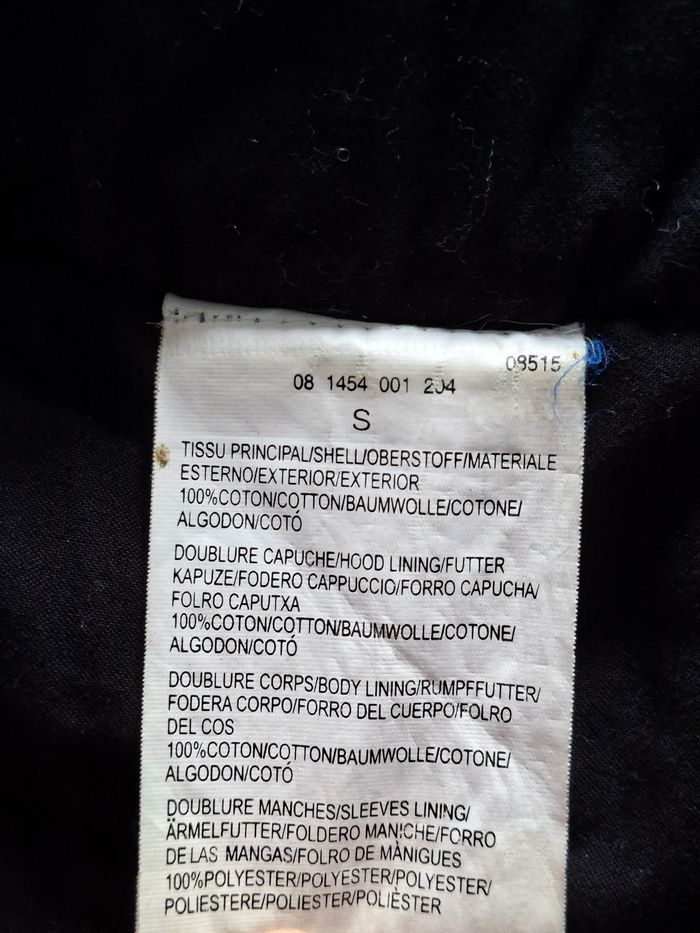 08515
08 1454 001 204
S
TISSU PRINCIPAL/SHELL/OBERSTOFF/MATERIALE
ESTERNO/EXTERIOR/EXTERIOR
100%COTON/COTTON/BAUMWOLLE/COTONE/
ALGODON/COTÓ
DOUBLURE CAPUCHE/HOOD LINING/FUTTER
KAPUZE/FODERO CAPPUCCIO/FORRO CAPUCHA/
FOLRO CAPUTXA
100%COTON/COTTON/BAUMWOLLE/COTONE/
ALGODON/COTÓ
DOUBLURE CORPS/BODY LINING/RUMPFFUTTER/
FODERA CORPO/FORRO DEL CUERPO/FOLRO
DEL COS
100%COTON/COTTON/BAUMWOLLE/COTONE/
ALGODON/COTÓ
DOUBLURE MANCHES/SLEEVES LINING/
ÄRMELFUTTER/FOLDERO MANICHE/FORRO
DE LAS MANGAS/FOLRO DE MÀNIGUES
100%POLYESTER/POLYESTER/POLYESTER/
POLIESTERE/POLIESTER/POLIÈSTER